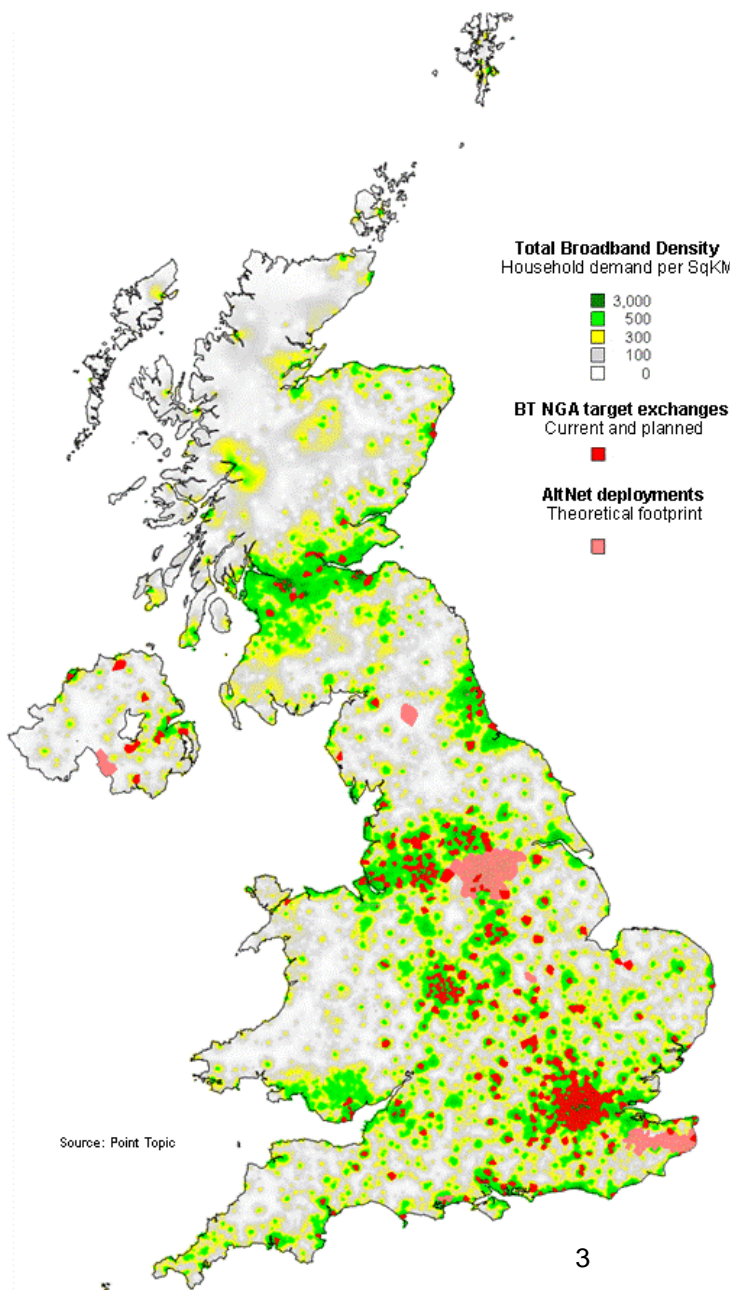 Total Broadband Density
Household demand per SqKM
3,000
500
300
100
0
BT NGA target exchanges
Current and planned
AltNet deployments
Theoretical footprint
Source: Point Topic
3